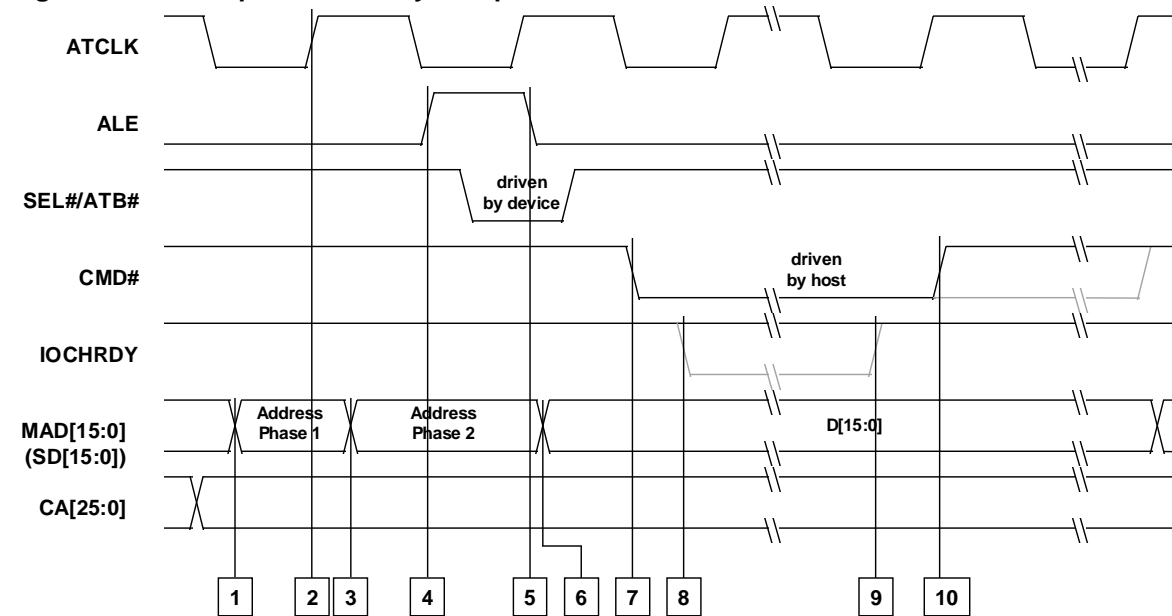 ATCLK
ALE
driven
by device
SEL#/ATB#
driven
by host
CMD#
IOCHRDY
Address
Phase 1
Address
Phase 2
D[15:0]
MAD[15:0]
(SD[15:0])
CA[25:0]
1 2 3 4 5 6 7 8 9 10